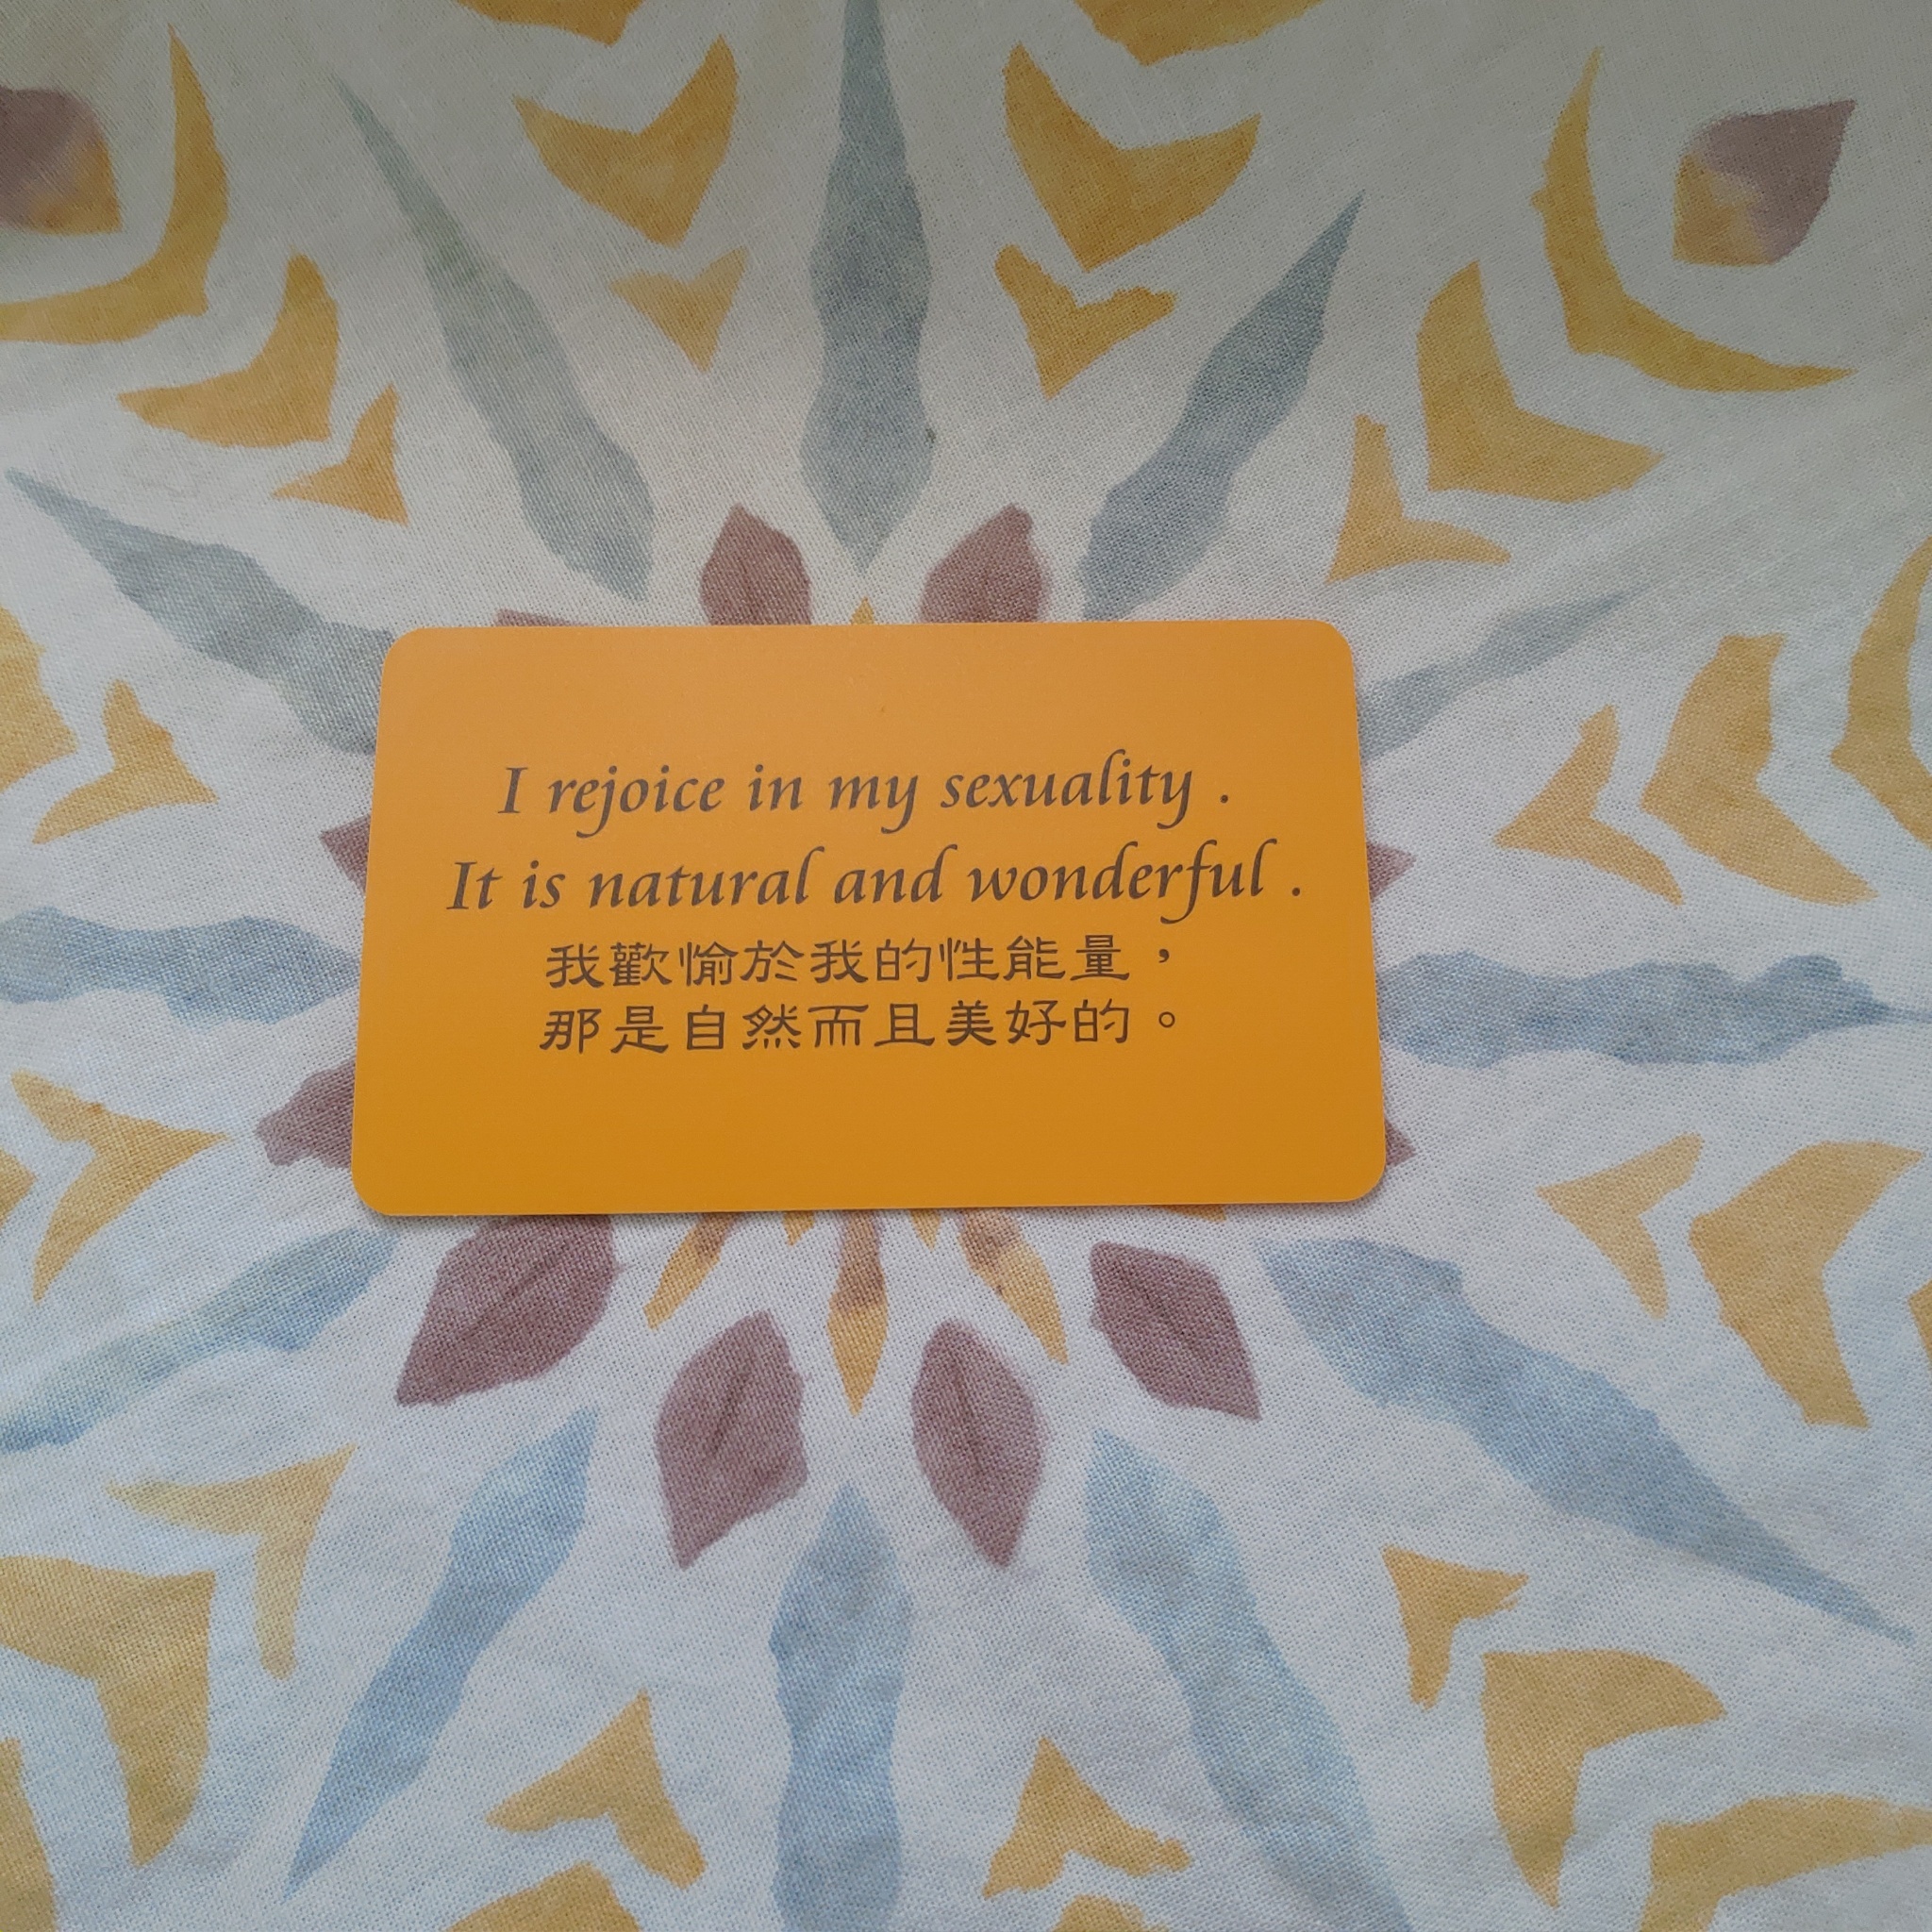 I rejoice in my sexuality .
It is natural and wonderful .
我歡愉於我的性能量，
那是自然而且美好的。